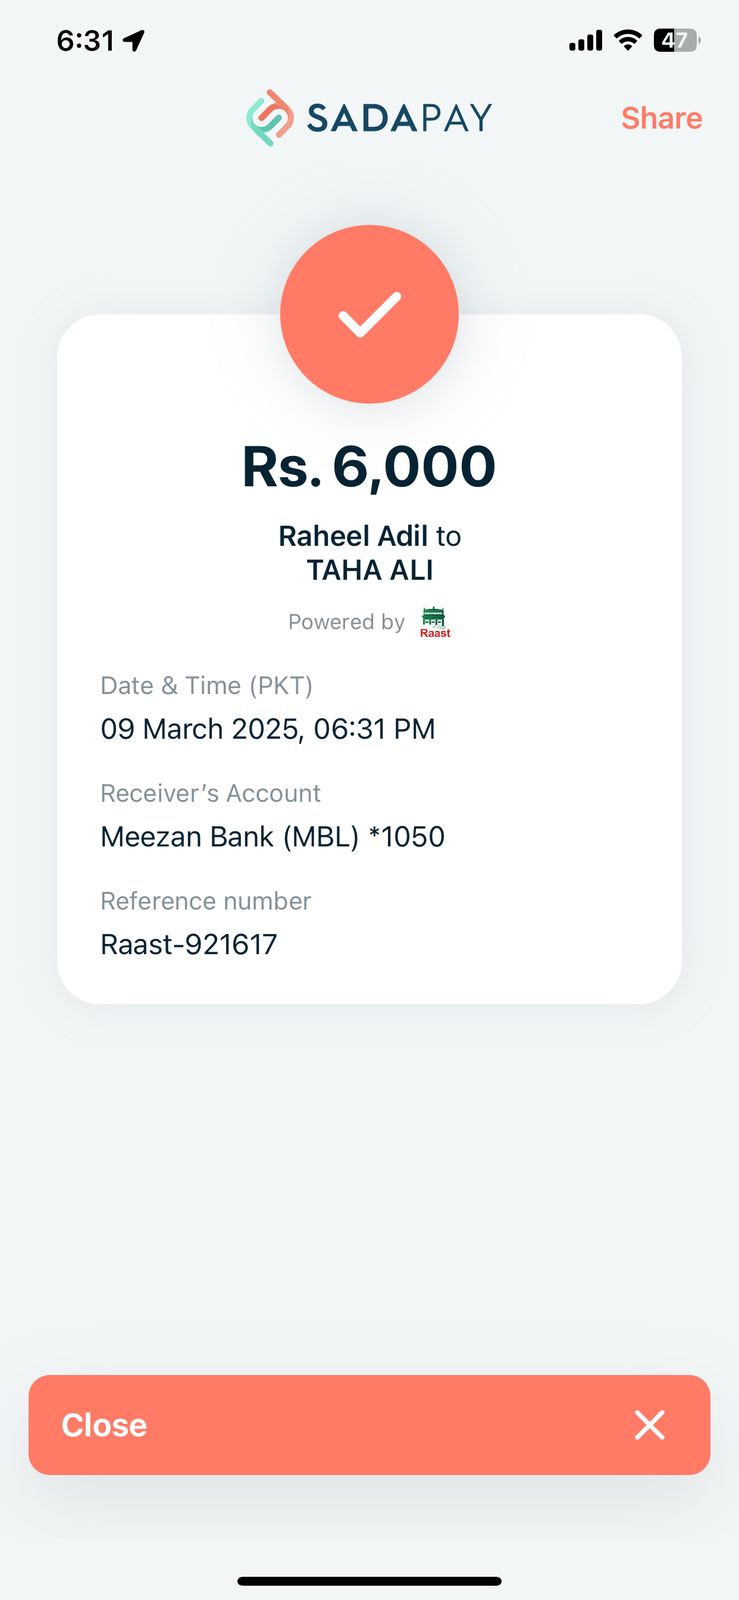 6:31
47
SADAPAY
Share
Rs. 6,000
Raheel Adil to
TAHA ALI
Powered by Raast
Date & Time (PKT)
09 March 2025, 06:31 PM
Receiver’s Account
Meezan Bank (MBL) *1050
Reference number
Raast-921617
Close